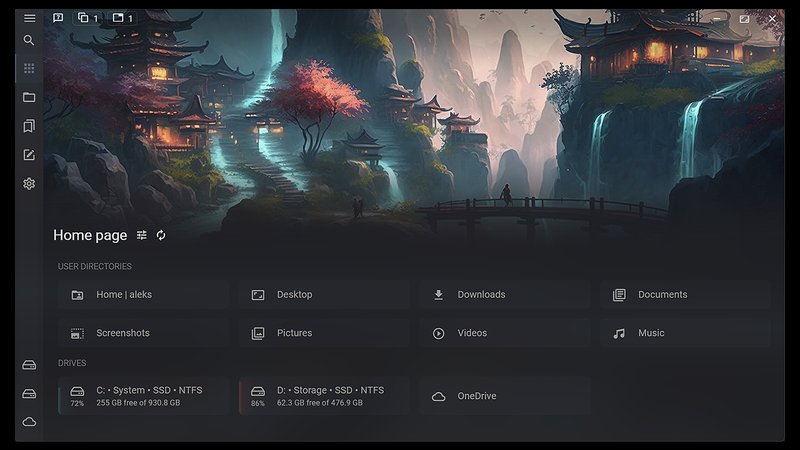 1 1
Home page
USER DIRECTORIES
Home | aleks
Desktop
Downloads
Documents
Screenshots
Pictures
Videos
Music
DRIVES
C: • System • SSD • NTFS
72% 255 GB free of 930.8 GB
D: • Storage • SSD • NTFS
86% 62.3 GB free of 476.9 GB
OneDrive